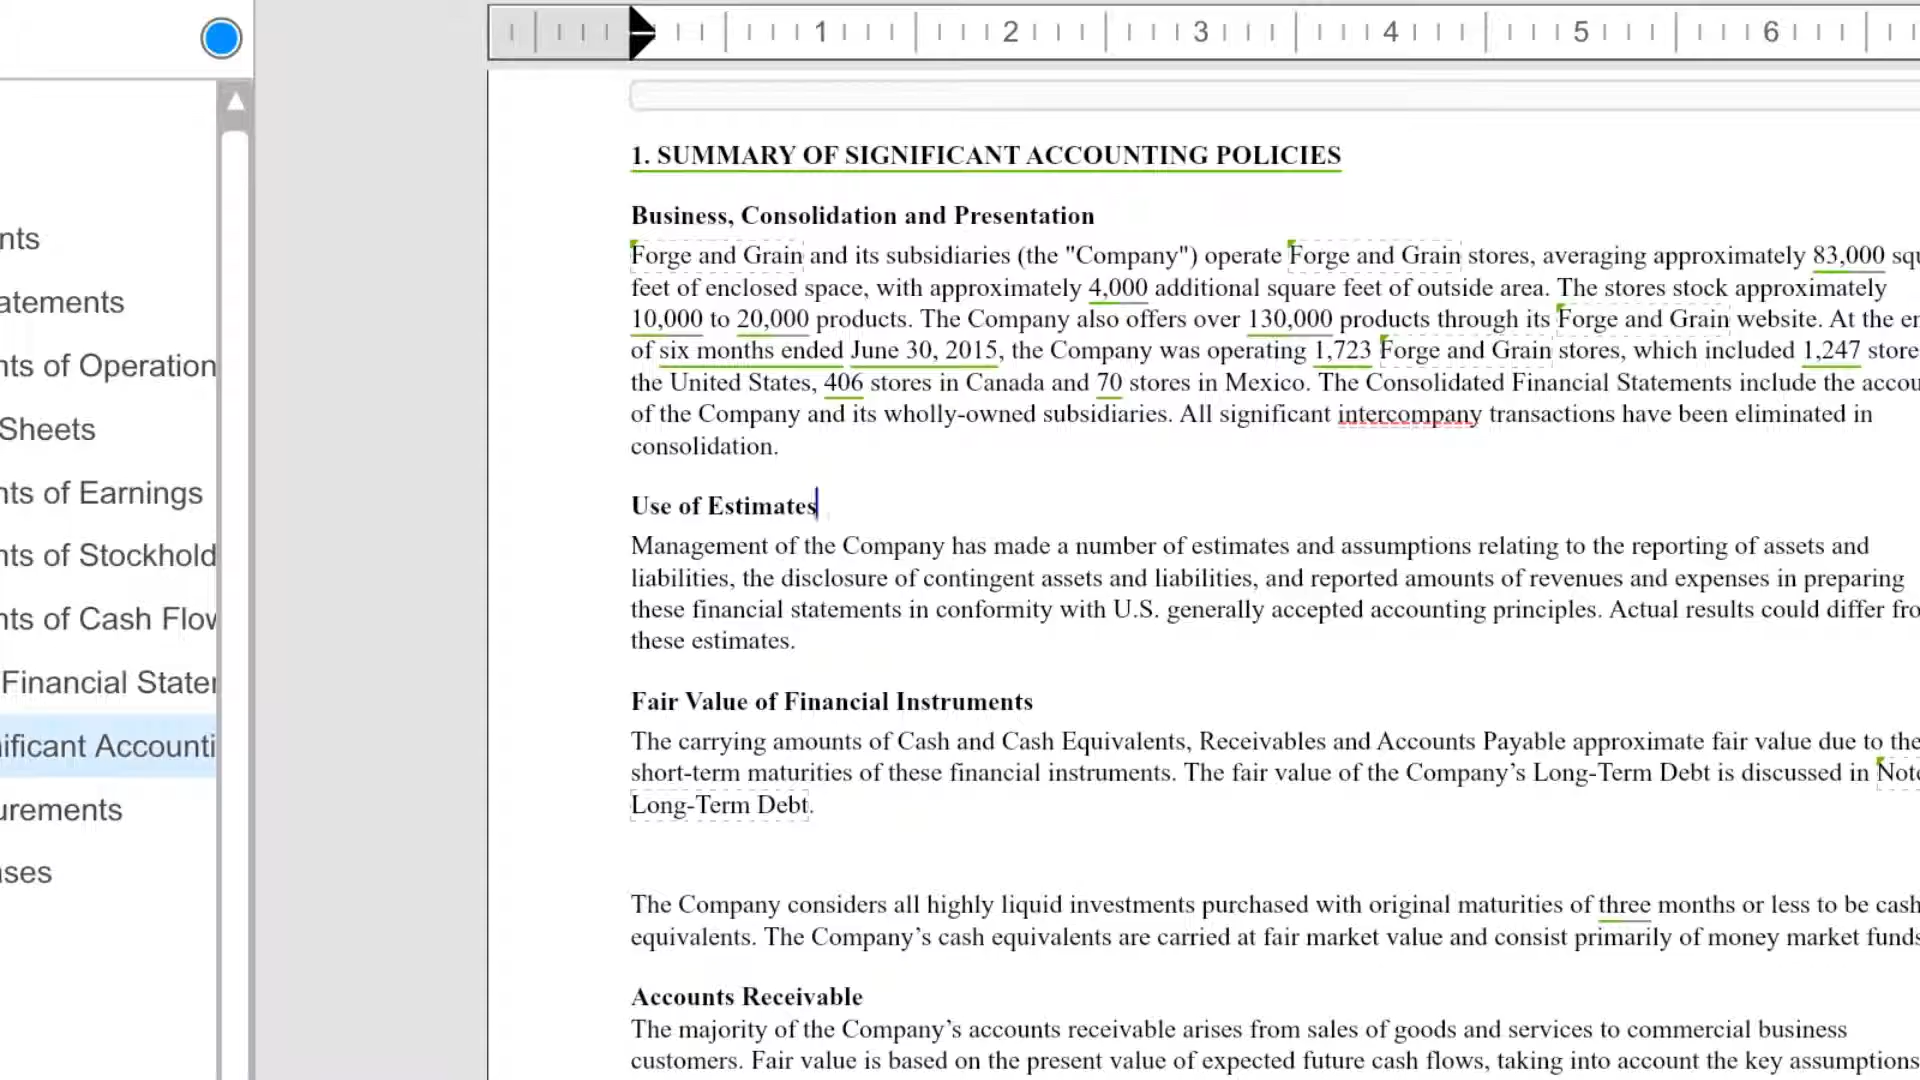 1 2 3 4 5 6
nts
atements
nts of Operation
Sheets
nts of Earnings
nts of Stockhold
nts of Cash Flow
Financial Stater
ificant Accounti
urements
ases
1. SUMMARY OF SIGNIFICANT ACCOUNTING POLICIES
Business, Consolidation and Presentation
Forge and Grain and its subsidiaries (the "Company") operate Forge and Grain stores, averaging approximately 83,000 squ
feet of enclosed space, with approximately 4,000 additional square feet of outside area. The stores stock approximately
10,000 to 20,000 products. The Company also offers over 130,000 products through its Forge and Grain website. At the en
of six months ended June 30, 2015, the Company was operating 1,723 Forge and Grain stores, which included 1,247 store
the United States, 406 stores in Canada and 70 stores in Mexico. The Consolidated Financial Statements include the accou
of the Company and its wholly-owned subsidiaries. All significant intercompany transactions have been eliminated in
consolidation.
Use of Estimates
Management of the Company has made a number of estimates and assumptions relating to the reporting of assets and
liabilities, the disclosure of contingent assets and liabilities, and reported amounts of revenues and expenses in preparing
these financial statements in conformity with U.S. generally accepted accounting principles. Actual results could differ fro
these estimates.
Fair Value of Financial Instruments
The carrying amounts of Cash and Cash Equivalents, Receivables and Accounts Payable approximate fair value due to the
short-term maturities of these financial instruments. The fair value of the Company’s Long-Term Debt is discussed in Note
Long-Term Debt.
The Company considers all highly liquid investments purchased with original maturities of three months or less to be cash
equivalents. The Company’s cash equivalents are carried at fair market value and consist primarily of money market funds
Accounts Receivable
The majority of the Company’s accounts receivable arises from sales of goods and services to commercial business
customers. Fair value is based on the present value of expected future cash flows, taking into account the key assumptions